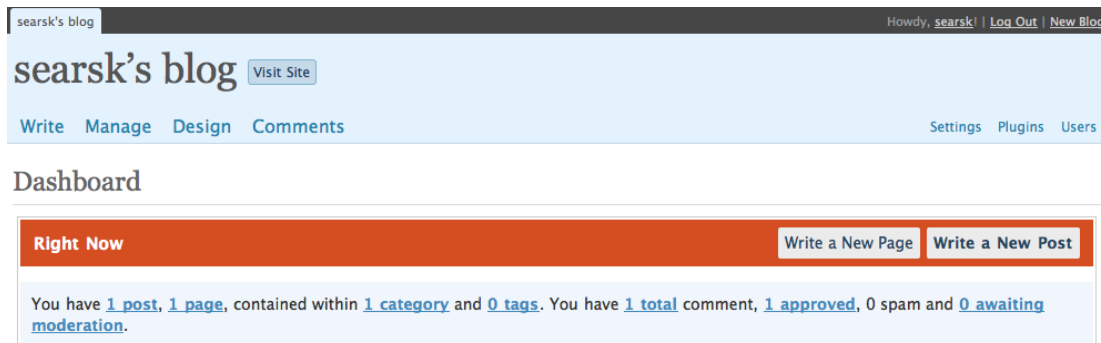 searsk's blog
Howdy, searsk! | Log Out | New
searsk's blog Visit Site
Write Manage Design Comments
Settings Plugins Users
Dashboard
Right Now
Write a New Page Write a New Post
You have 1 post, 1 page, contained within 1 category and 0 tags. You have 1 total comment, 1 approved, 0 spam and 0 awaiting
moderation.